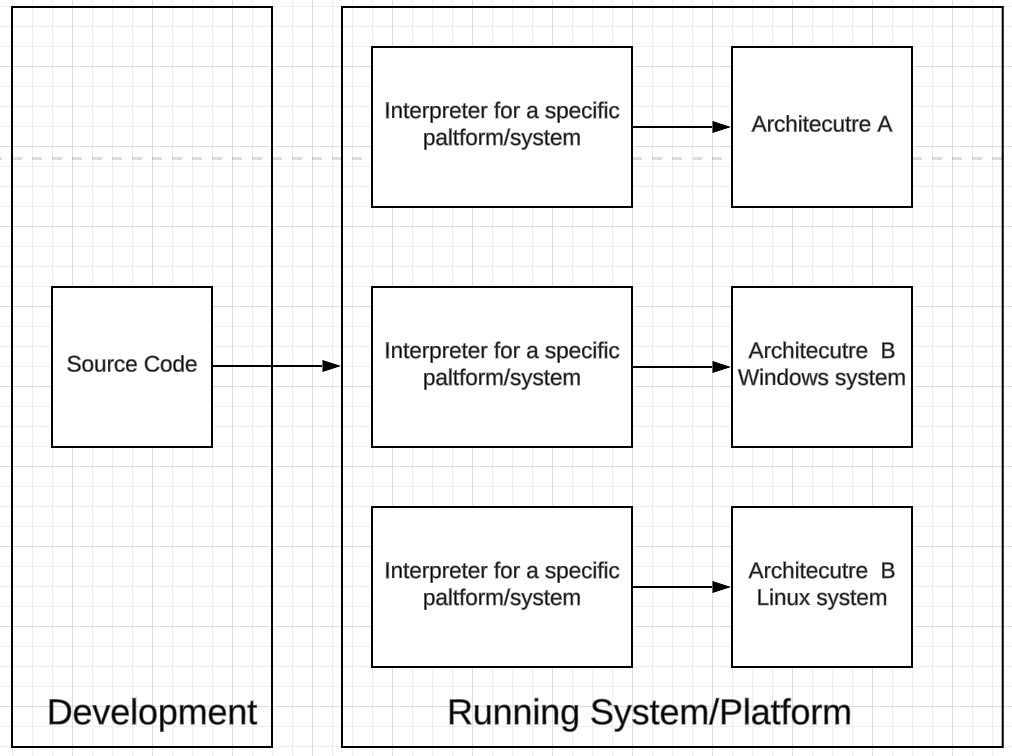 Interpreter for a specific
paltform/system
Architecutre A
Source Code
Interpreter for a specific
paltform/system
Architecutre  B
Windows system
Interpreter for a specific
paltform/system
Architecutre  B
Linux system
Development
Running System/Platform